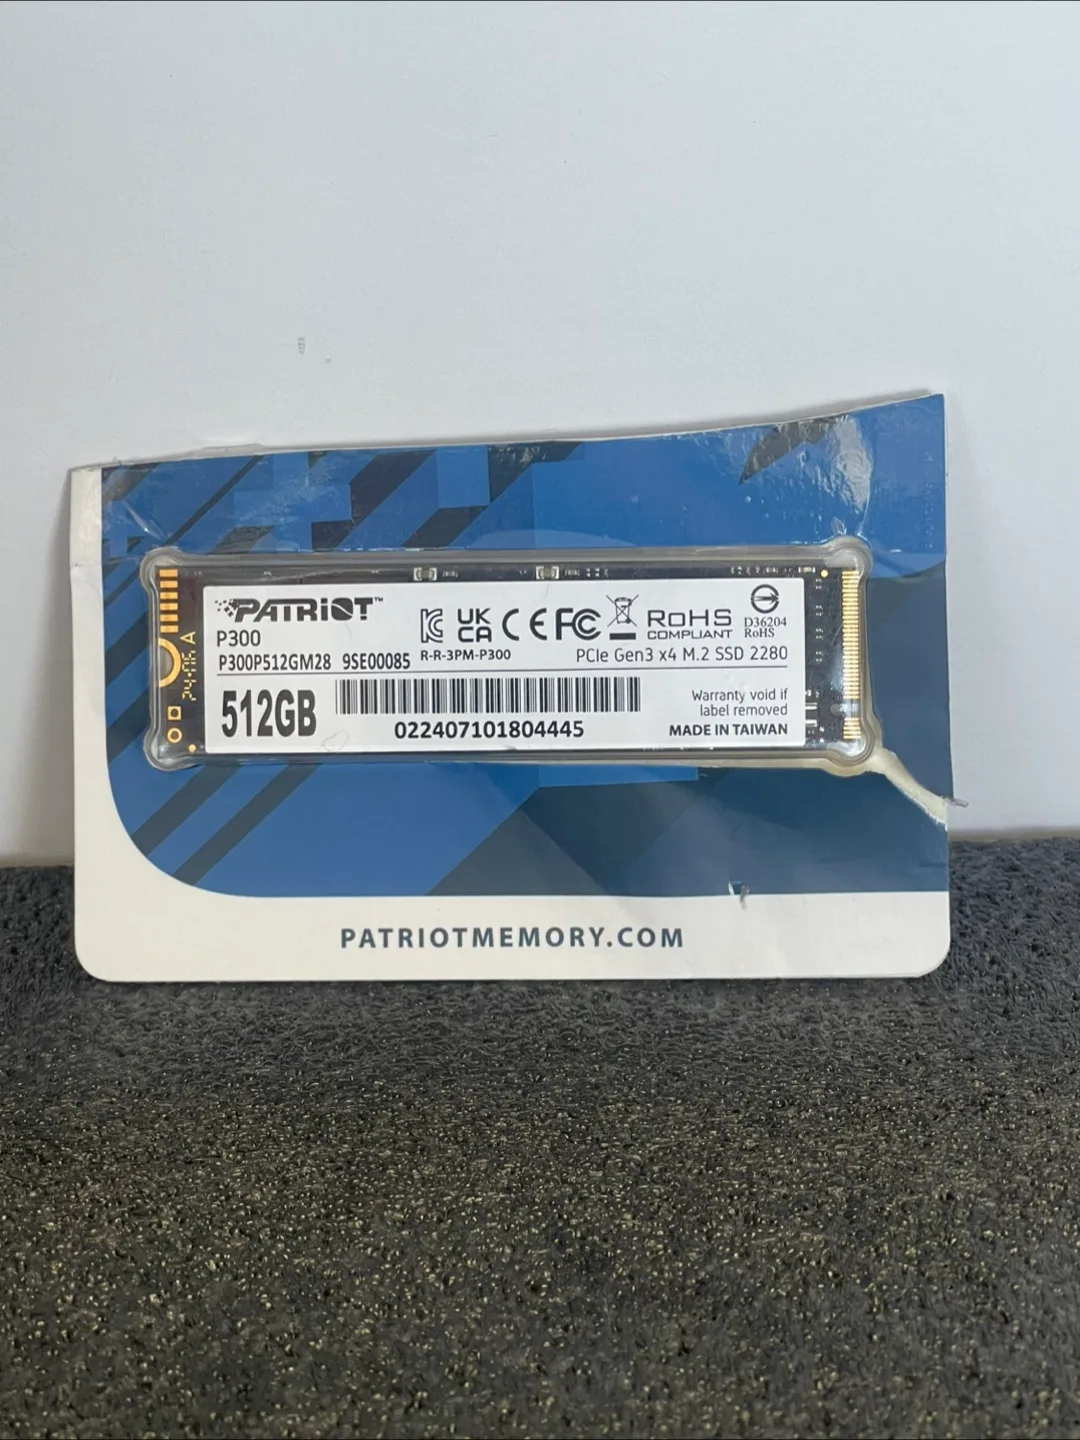 PATRIOT™
P300
P300P512GM28 9SE00085
UK
CA
CE FC
R-R-3PM-P300
RoHS
COMPLIANT
D36204
RoHS
PCIe Gen3 x4 M.2 SSD 2280
512GB
022407101804445
Warranty void if
label removed
MADE IN TAIWAN
PATRIOTMEMORY.COM